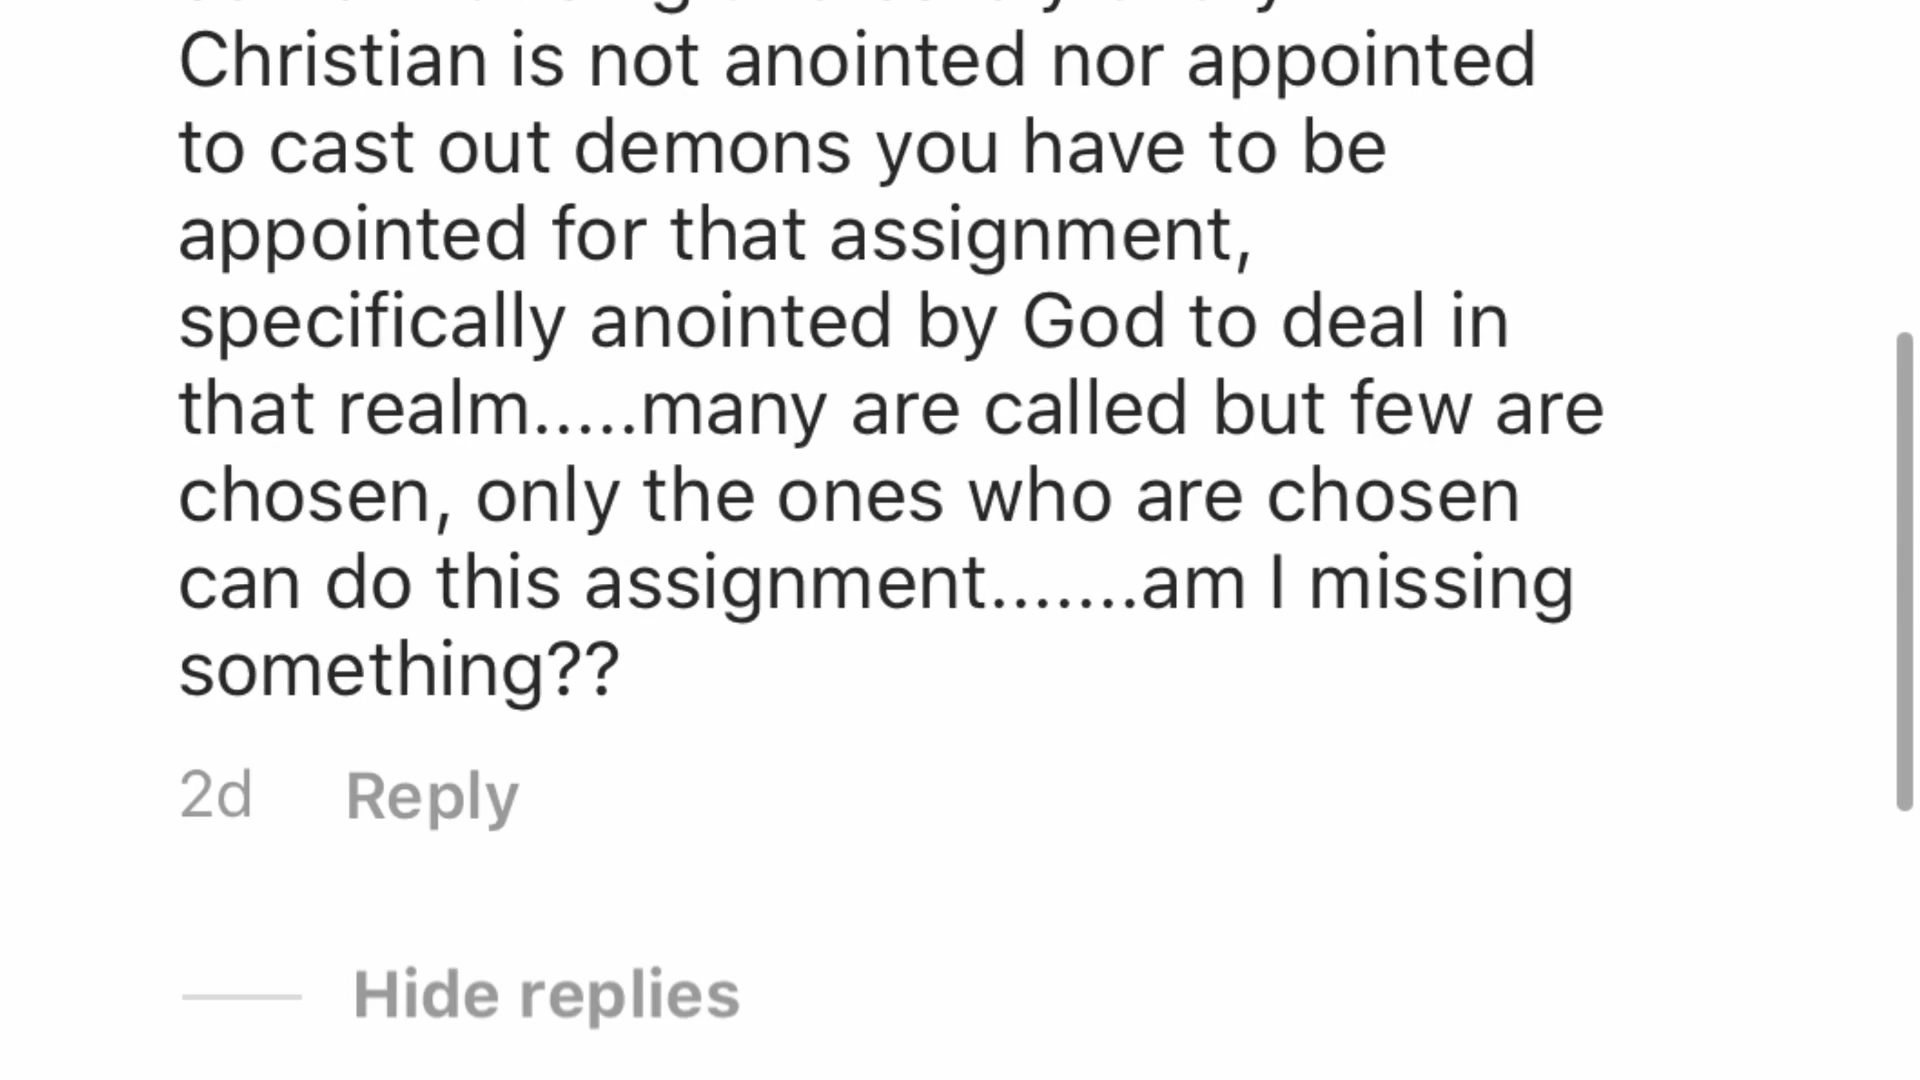 Christian is not anointed nor appointed
to cast out demons you have to be
appointed for that assignment,
specifically anointed by God to deal in
that realm.....many are called but few are
chosen, only the ones who are chosen
can do this assignment.......am I missing
something??
2d Reply
Hide replies